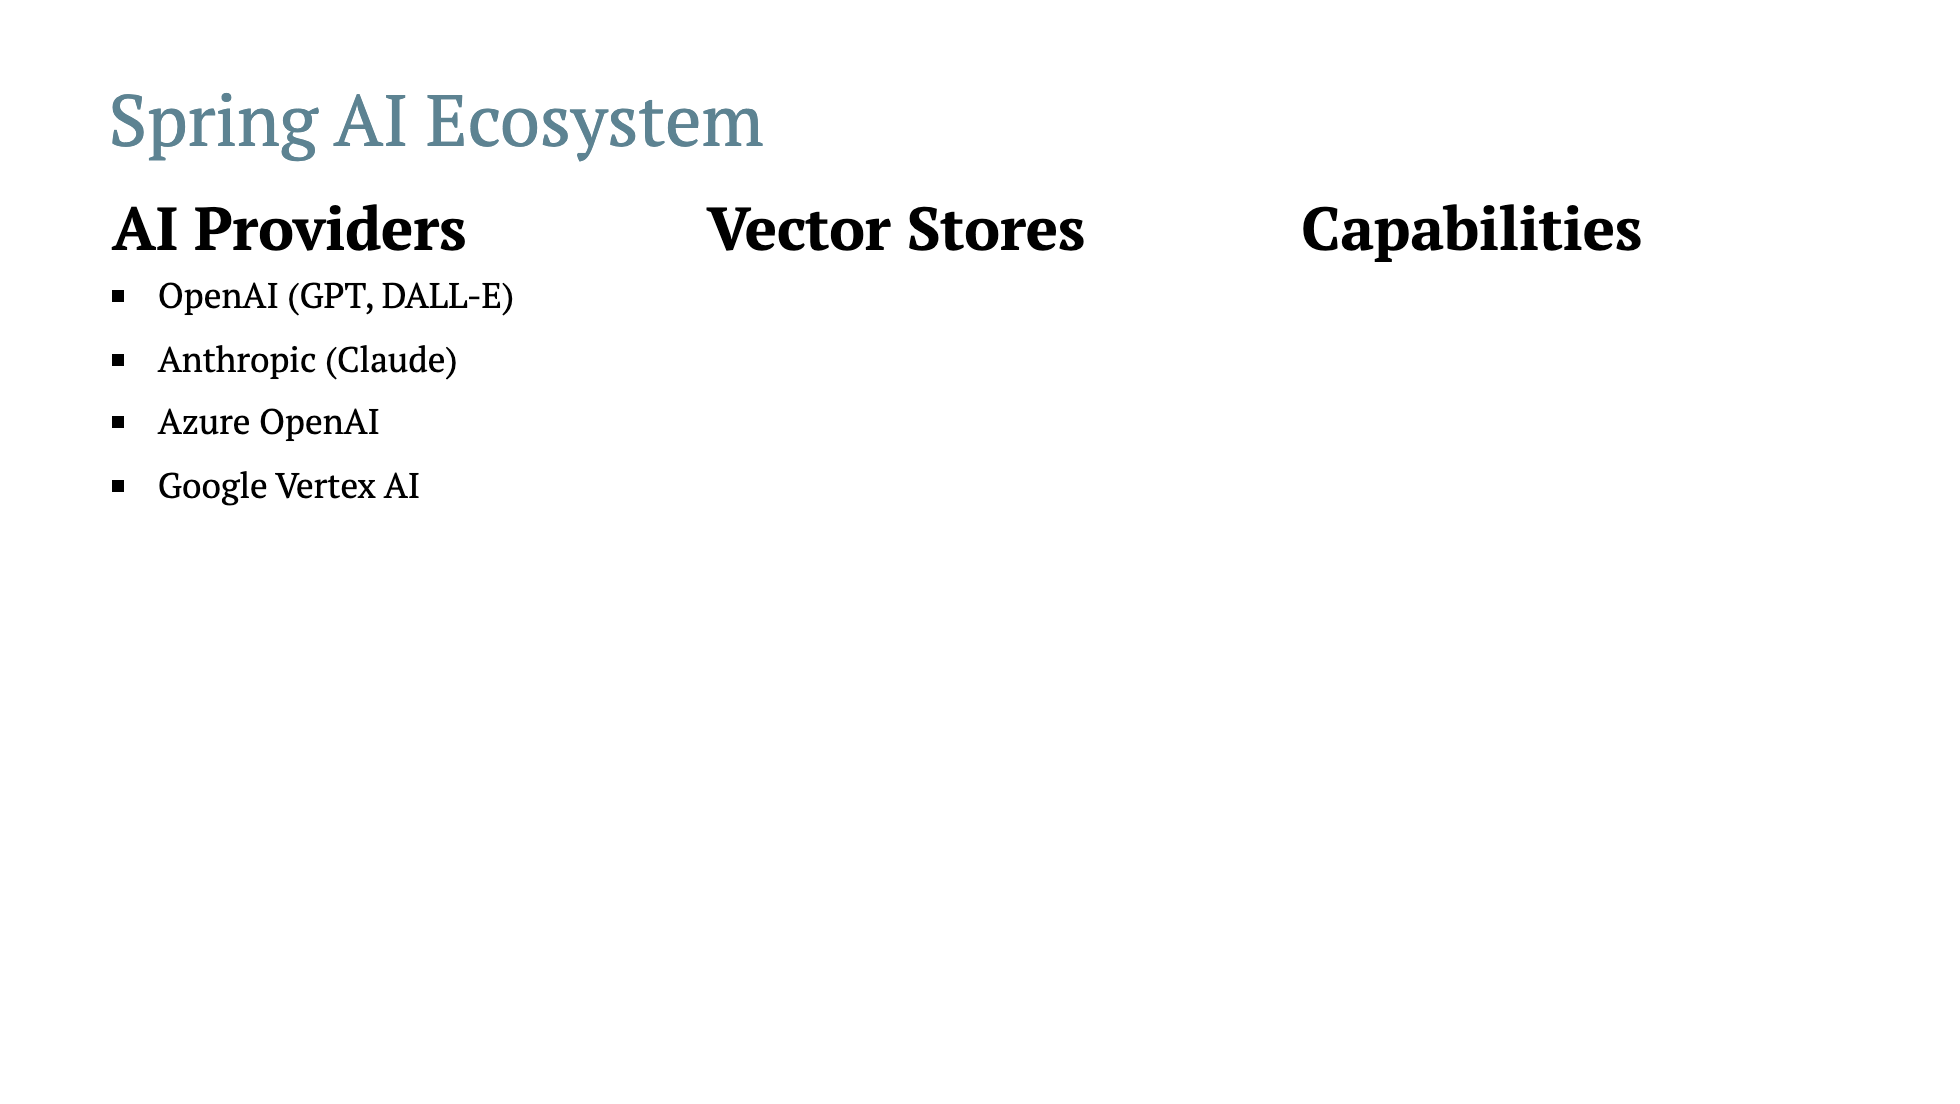 Spring AI Ecosystem
AI Providers
▪ OpenAI (GPT, DALL-E)
▪ Anthropic (Claude)
▪ Azure OpenAI
▪ Google Vertex AI
Vector Stores
Capabilities